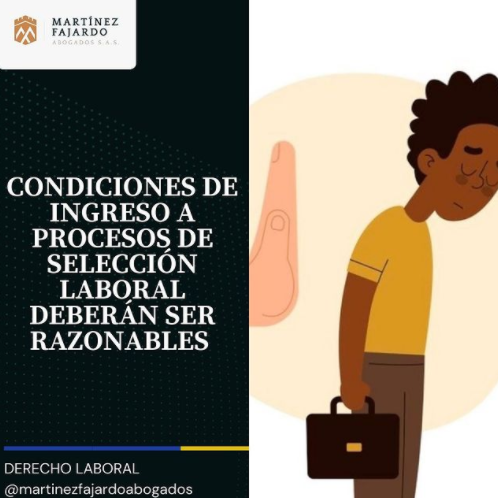 MARTÍNEZ
FAJARDO
ABOGADOS S.A.S.
CONDICIONES DE
INGRESO A
PROCESOS DE
SELECCIÓN
LABORAL
DEBERÁN SER
RAZONABLES
DERECHO LABORAL
@martinezfajardoabogados